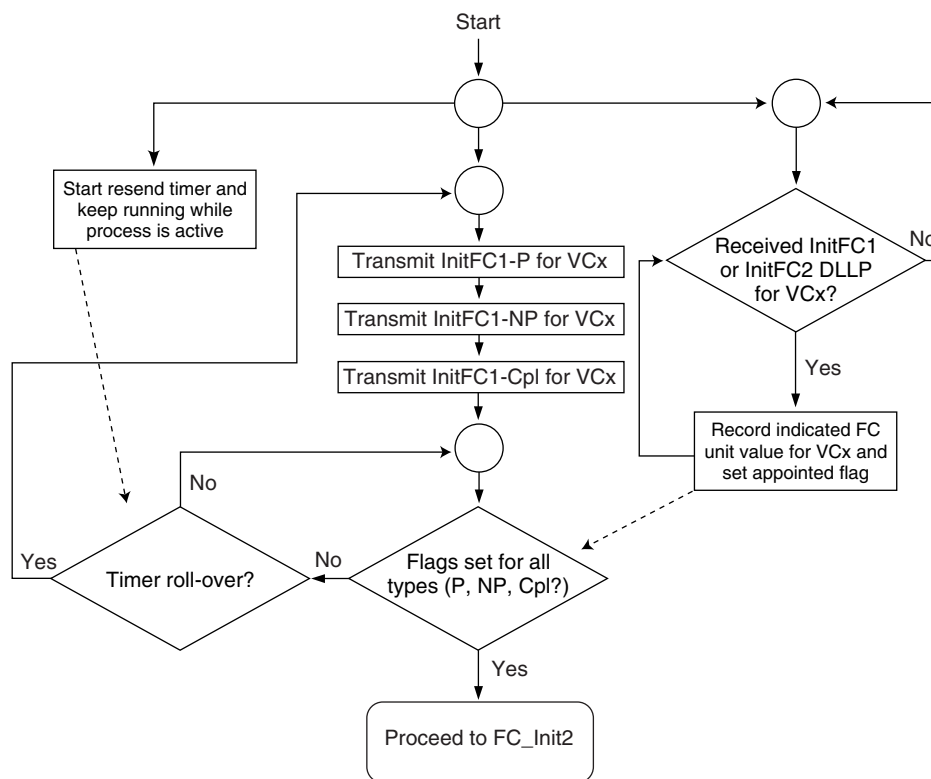 Start
Start resend timer and
keep running while
process is active
Transmit InitFC1-P for VCx
Transmit InitFC1-NP for VCx
Transmit InitFC1-Cpl for VCx
Received InitFC1
or InitFC2 DLLP
for VCx?
No
Yes
Record indicated FC
unit value for VCx and
set appointed flag
No
Yes
Timer roll-over?
No
Flags set for all
types (P, NP, Cpl?)
Yes
Proceed to FC_Init2